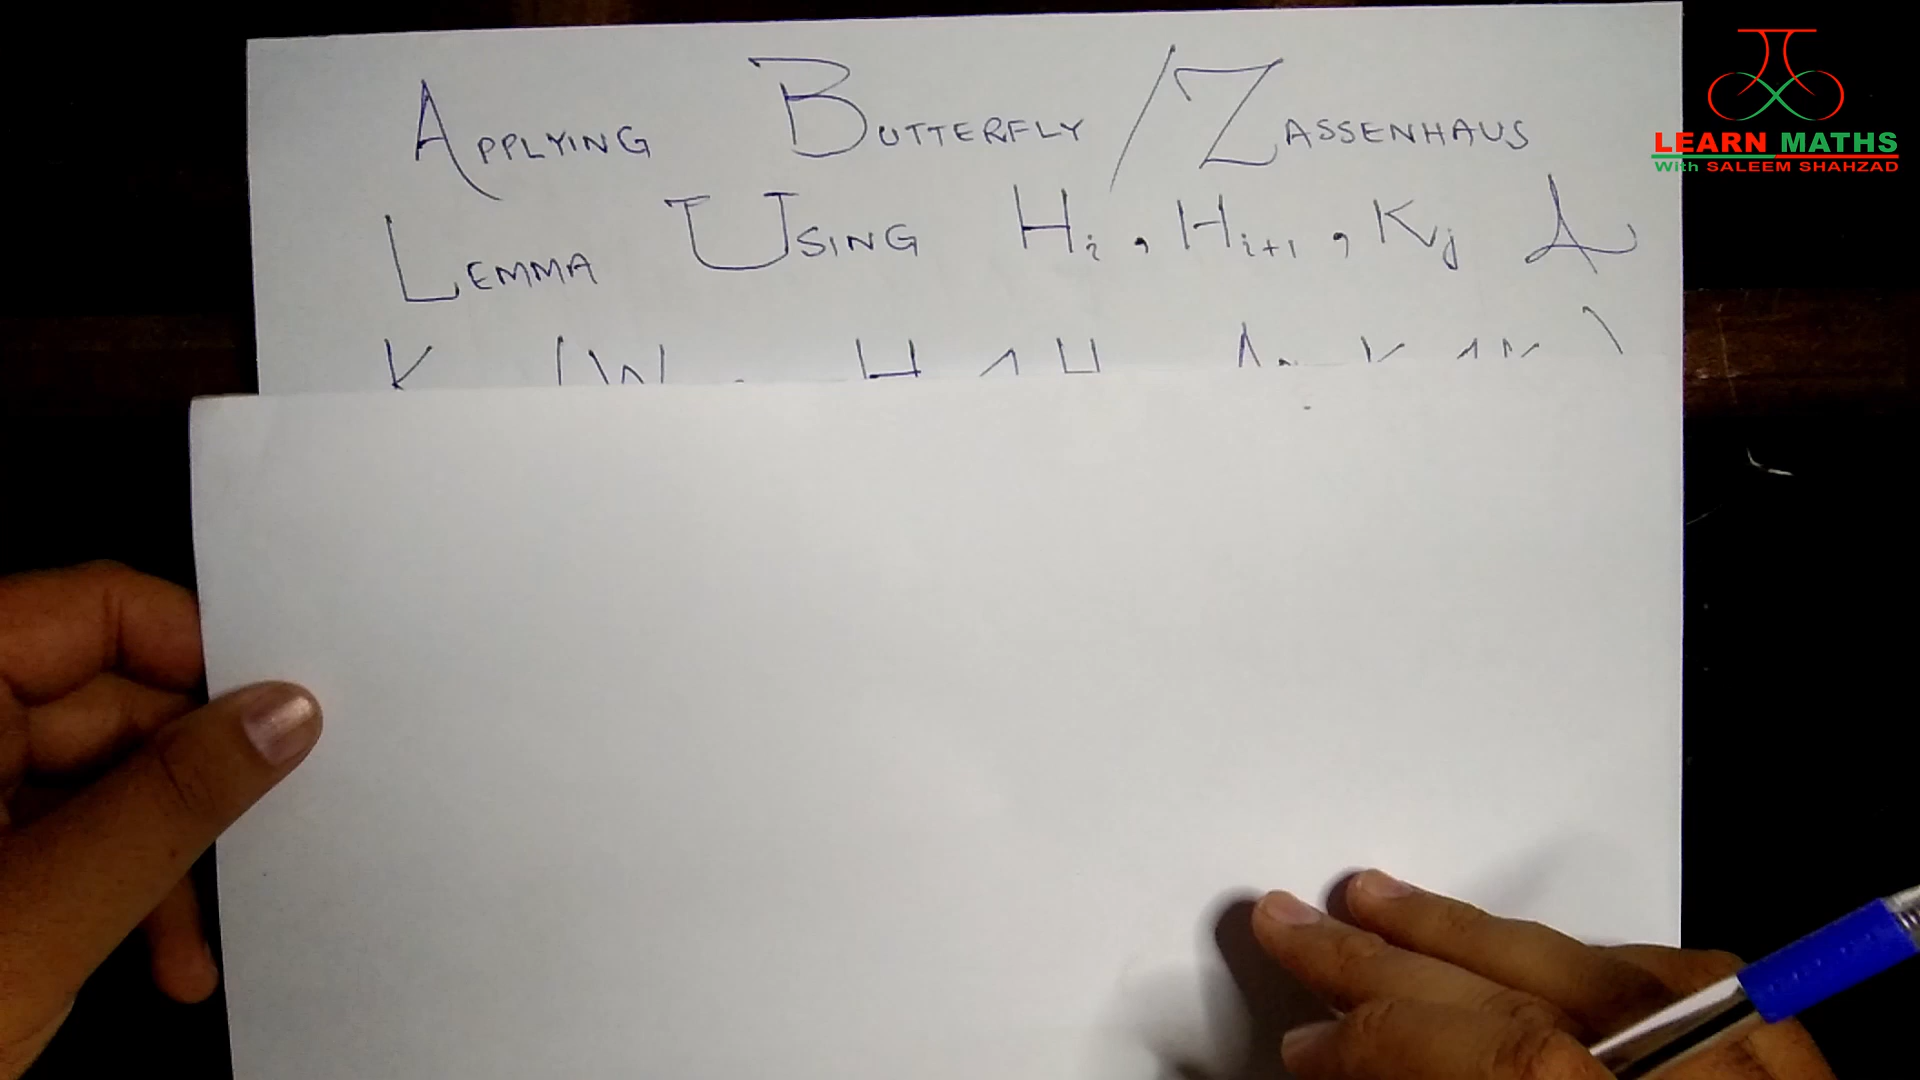 APPLYING BUTTERFLY / ZASSENHAUS
LEMMA USING Hi, Hi+1, Kj &
LEARN MATHS
With SALEEM SHAHZAD